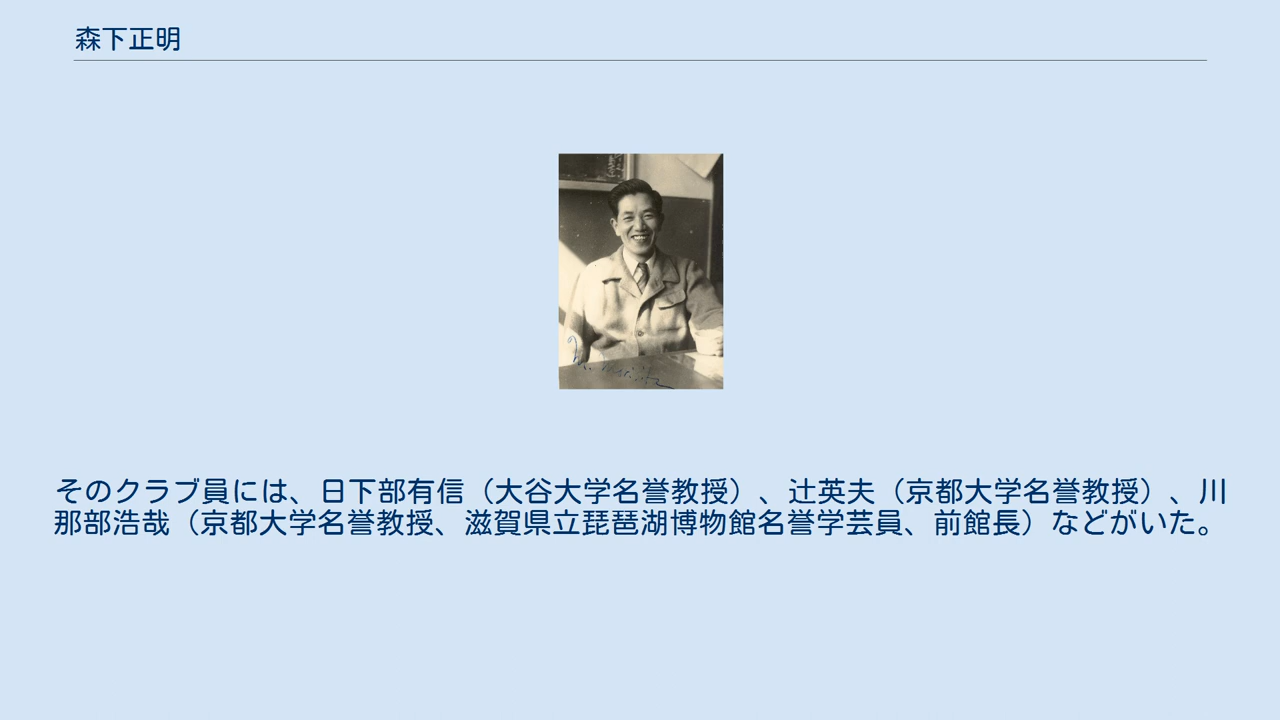 森下正明
そのクラブ員には、日下部有信（大谷大学名誉教授）、辻英夫（京都大学名誉教授）、川
那部浩哉（京都大学名誉教授、滋賀県立琵琶湖博物館名誉学芸員、前館長）などがいた。